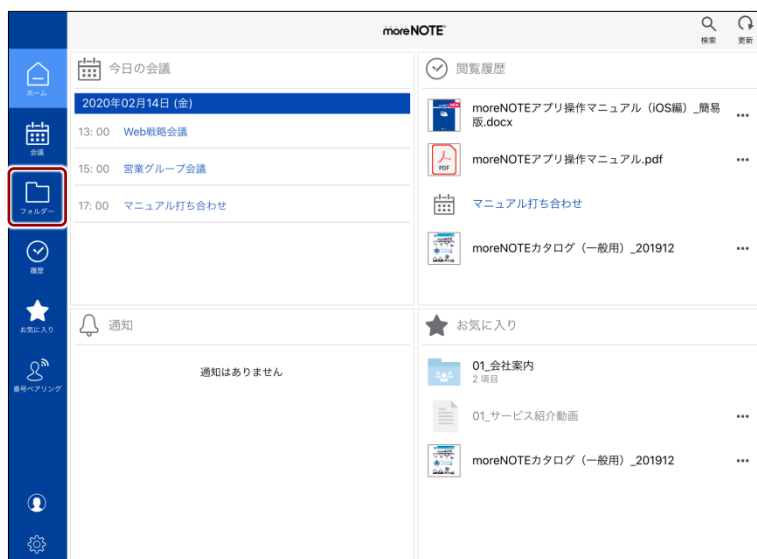 moreNOTE
検索
更新
ホーム
会議
フォルダー
履歴
お気に入り
番号ペアリング
今日の会議
2020年02月14日 (金)
13:00 Web戦略会議
15:00 営業グループ会議
17:00 マニュアル打ち合わせ
閲覧履歴
moreNOTEアプリ操作マニュアル（iOS編）_簡易
版.docx
PDF
moreNOTEアプリ操作マニュアル.pdf
マニュアル打ち合わせ
moreNOTEカタログ（一般用）_201912
通知
通知はありません
お気に入り
01_会社案内
2 項目
01_サービス紹介動画
moreNOTEカタログ（一般用）_201912